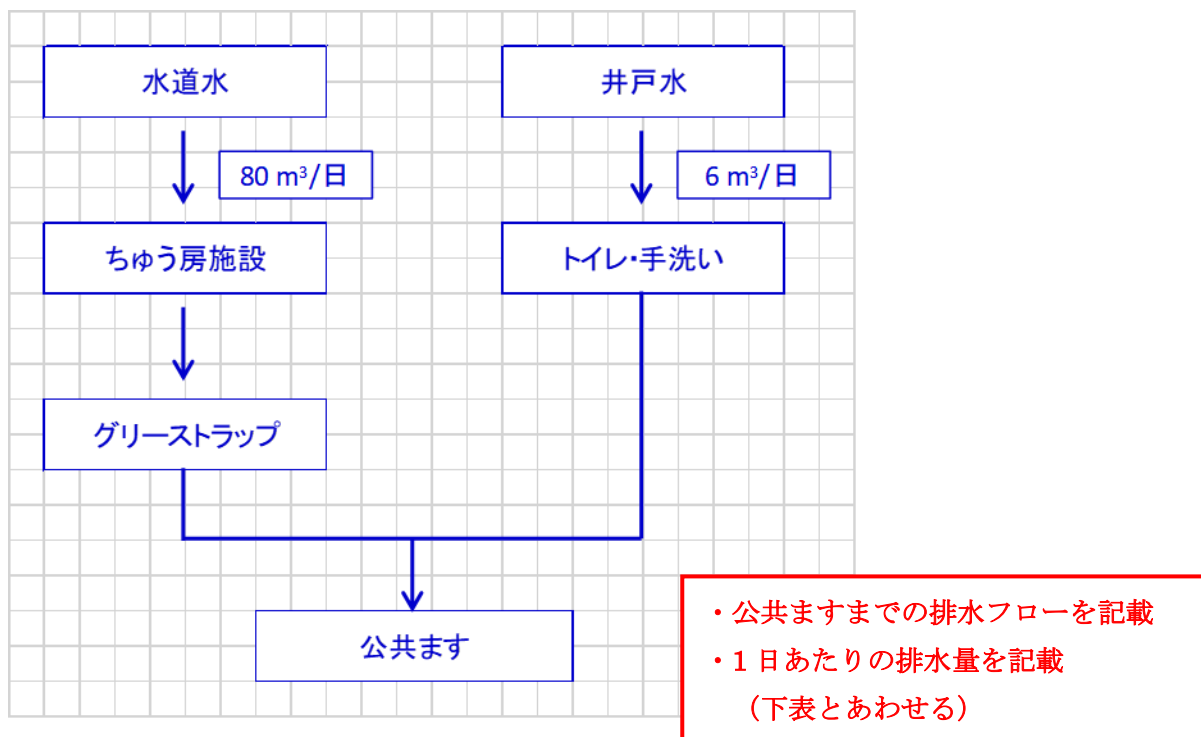 水道水
井戸水
80 m³/日
6 m³/日
ちゅう房施設
トイレ・手洗い
グリーストラップ
公共ます
・公共ますまでの排水フローを記載
・1日あたりの排水量を記載
（下表とあわせる）